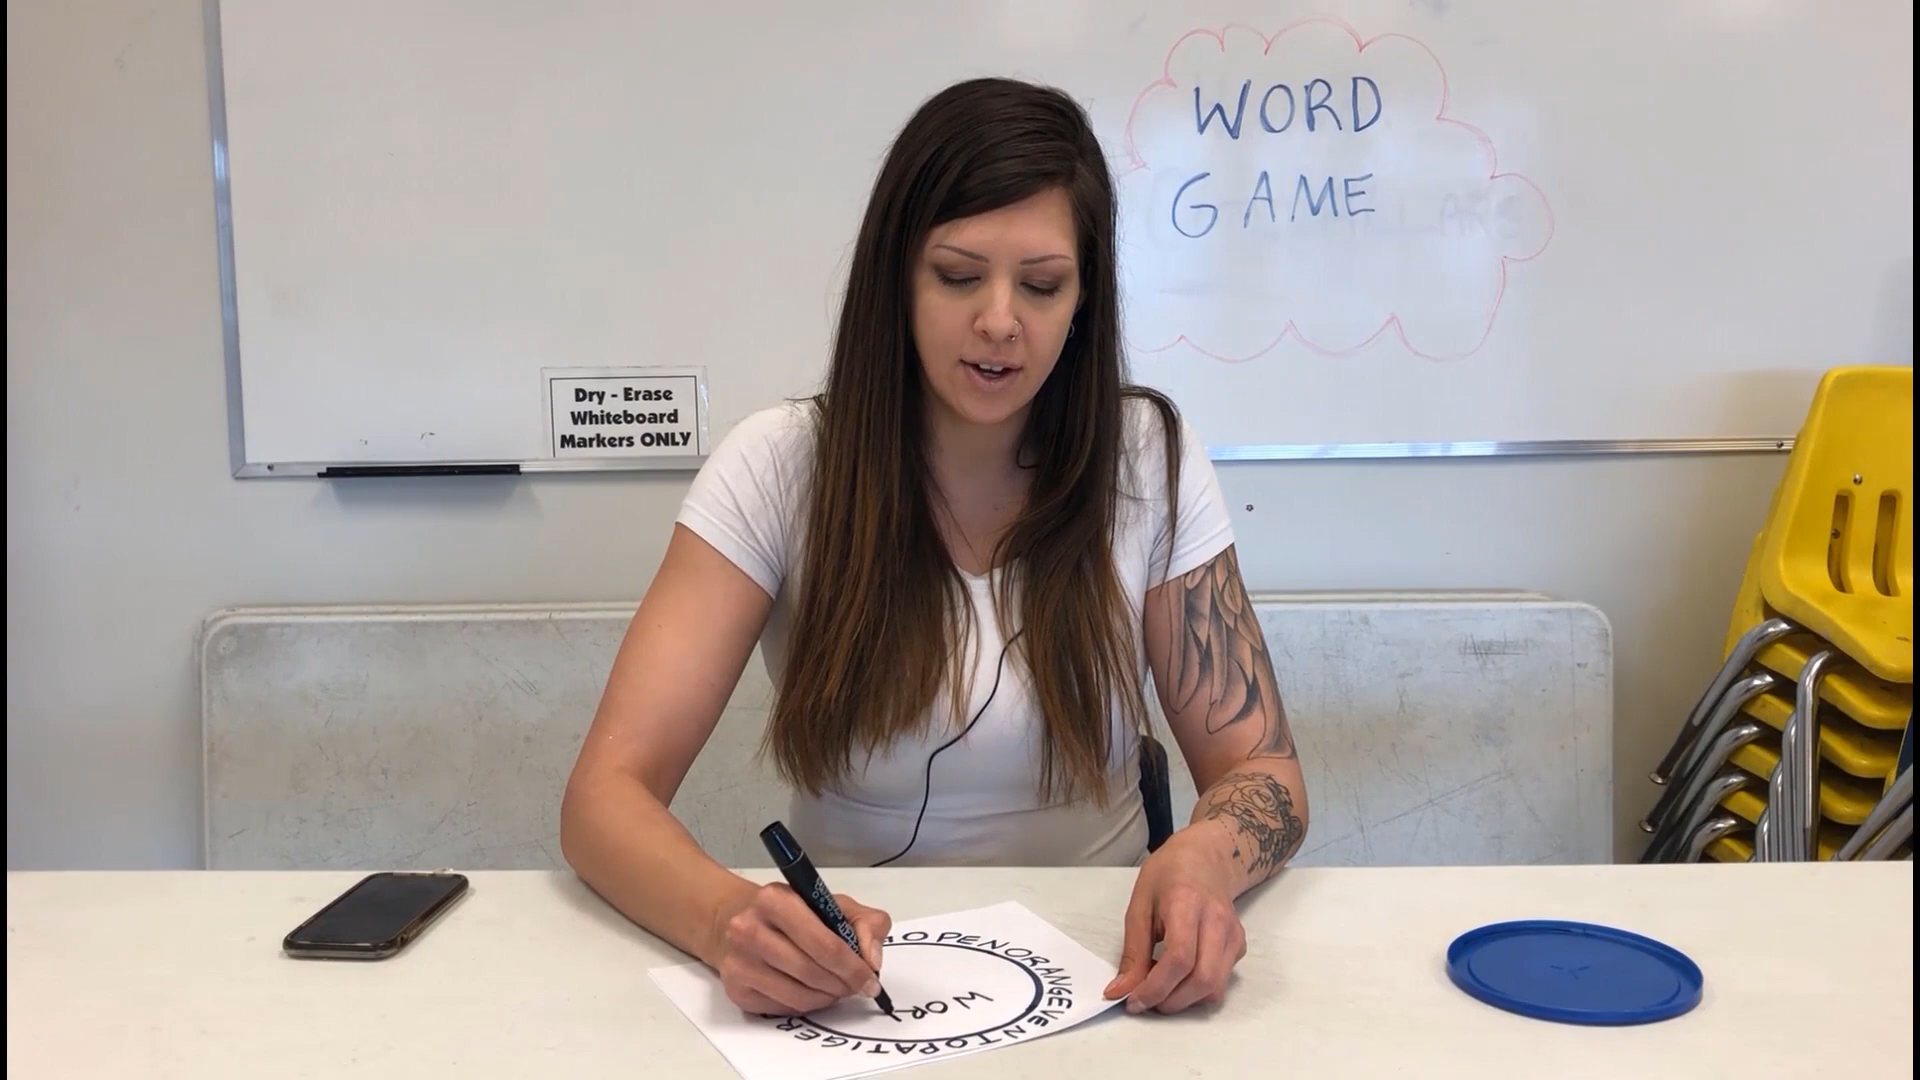 WORD
GAME
Dry - Erase
Whiteboard
Markers ONLY
OPENORANGEVENTOPATIGER
WOR